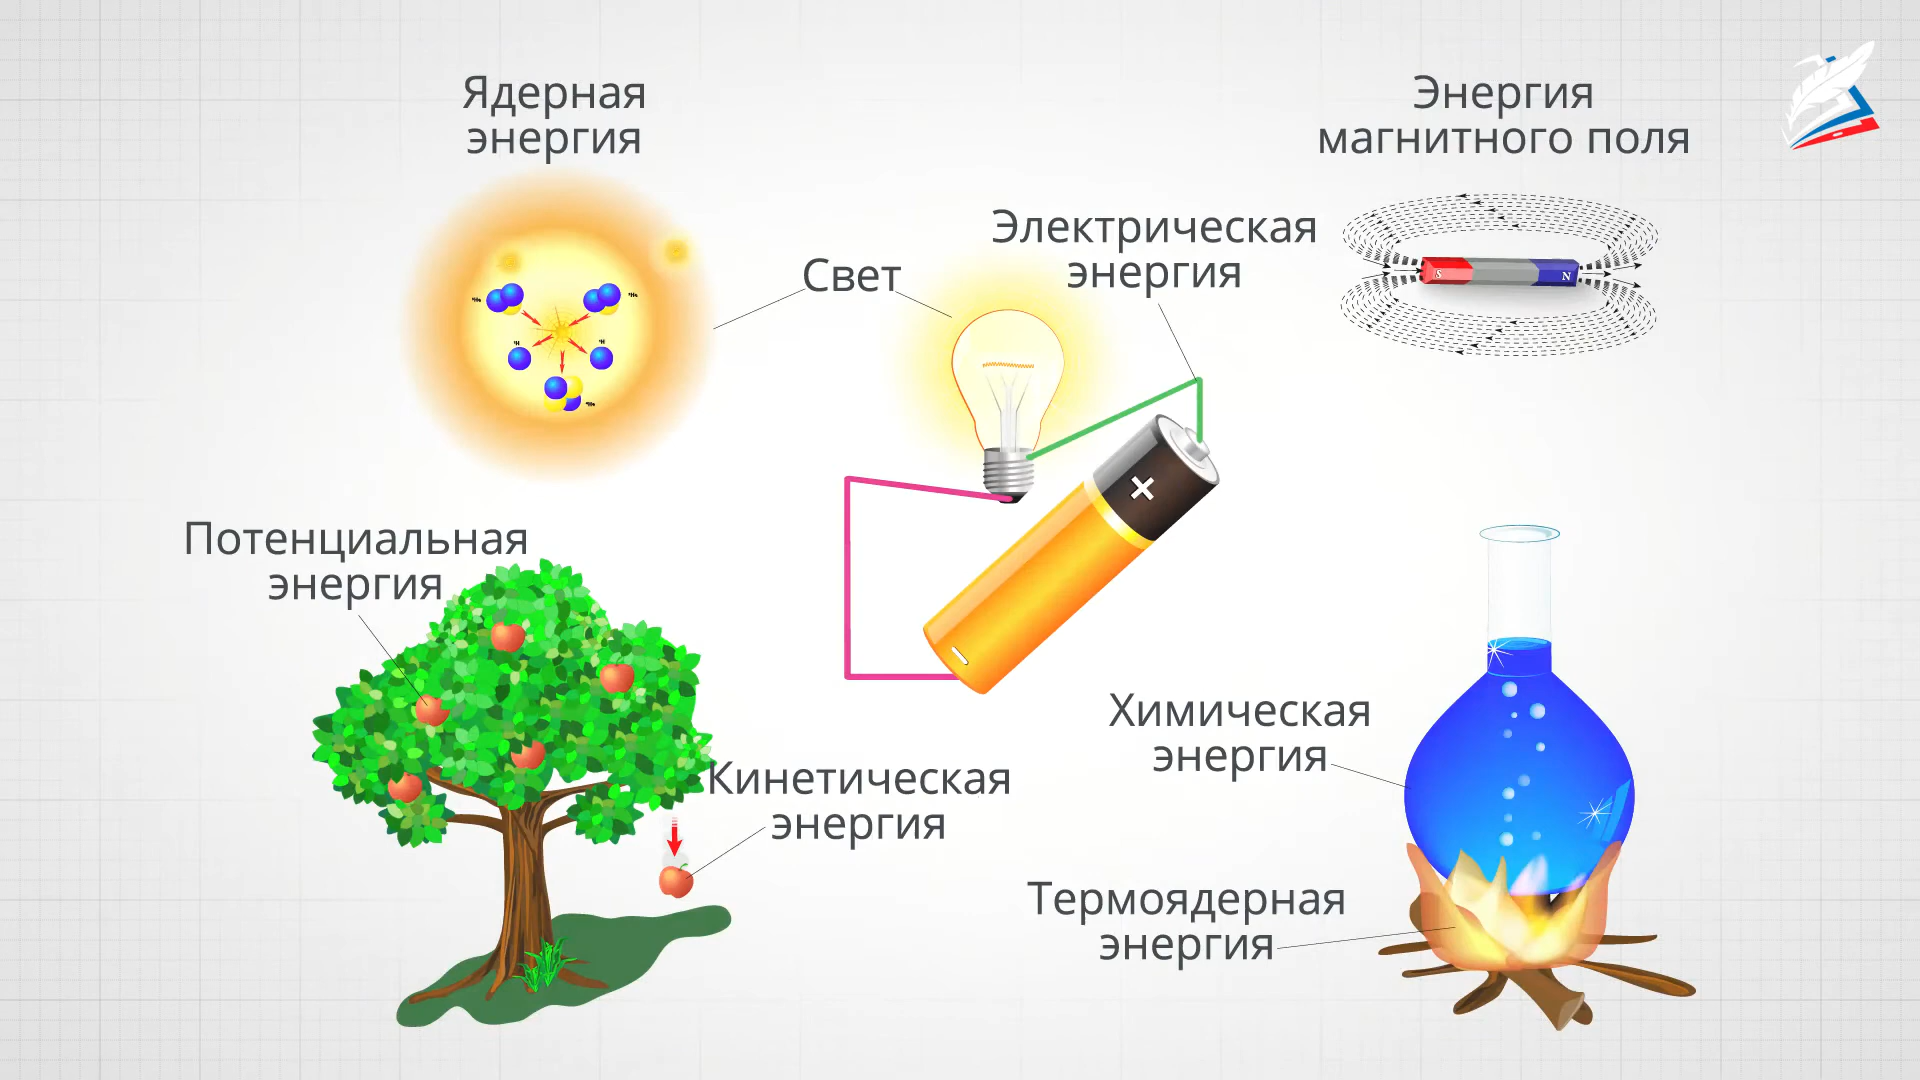 Ядерная
энергия
Энергия
магнитного поля
Свет
Электрическая
энергия
S
N
Потенциальная
энергия
Кинетическая
энергия
Химическая
энергия
Термоядерная
энергия